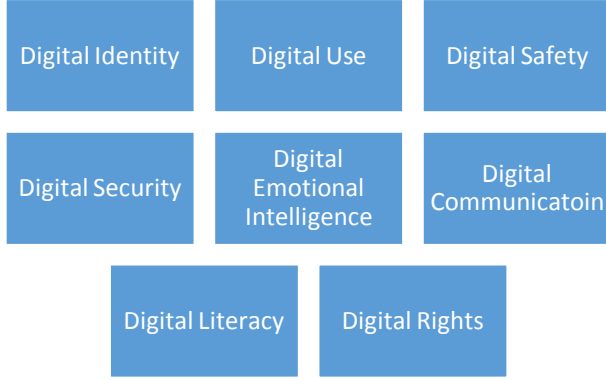 Digital Identity
Digital Use
Digital Safety
Digital Security
Digital
Emotional
Intelligence
Digital
Communicatoin
Digital Literacy
Digital Rights